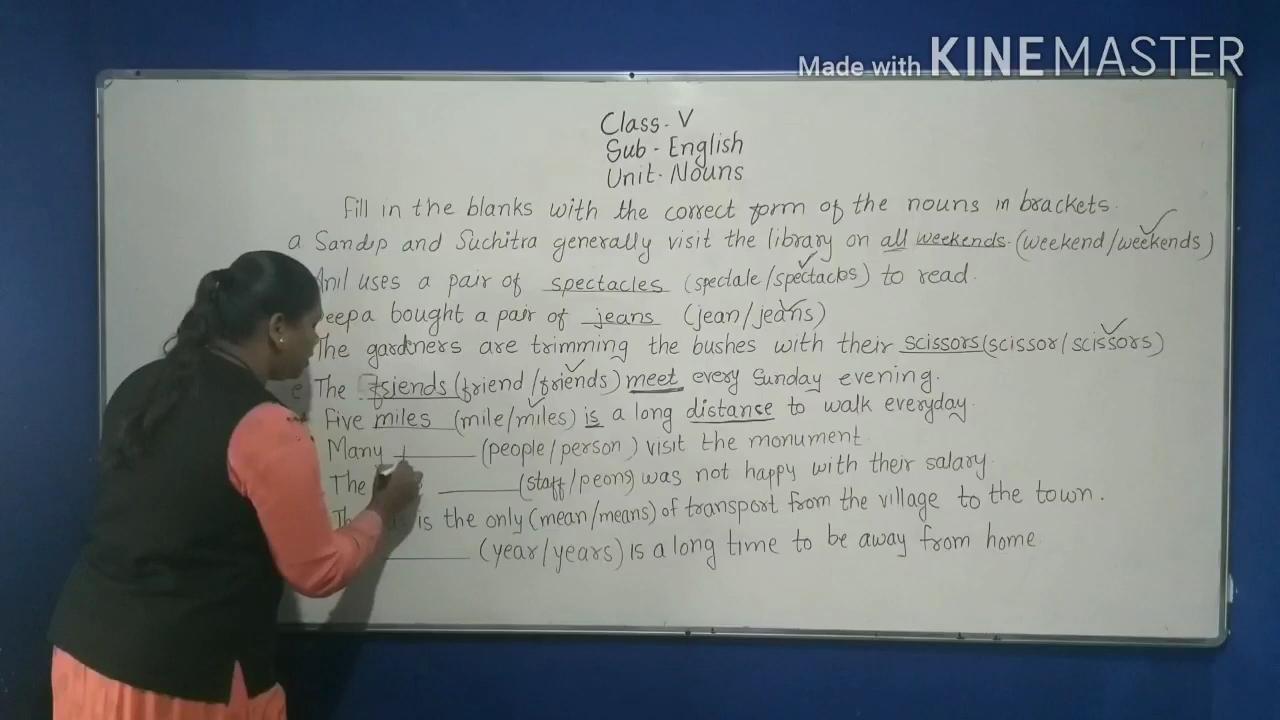 Made with KINEMASTER
Class- V
Sub - English
Unit- Nouns
Fill in the blanks with the correct form of the nouns in brackets.
a Sandip and Suchitra generally visit the library on all weekends. (weekend/weekends)
Anil uses a pair of spectacles (spectale/spectacles) to read.
eepa bought a pair of jeans (jean/jeans)
The gardners are trimming the bushes with their scissors (scissor/scissors)
e The friends (friend/friends) meet every Sunday evening.
Five miles (mile/miles) is a long distance to walk everyday.
Many ____ (people/person) visit the monument.
The ____ (staff/peons) was not happy with their salary.
is the only (mean/means) of transport from the village to the town.
____ (year/years) is a long time to be away from home